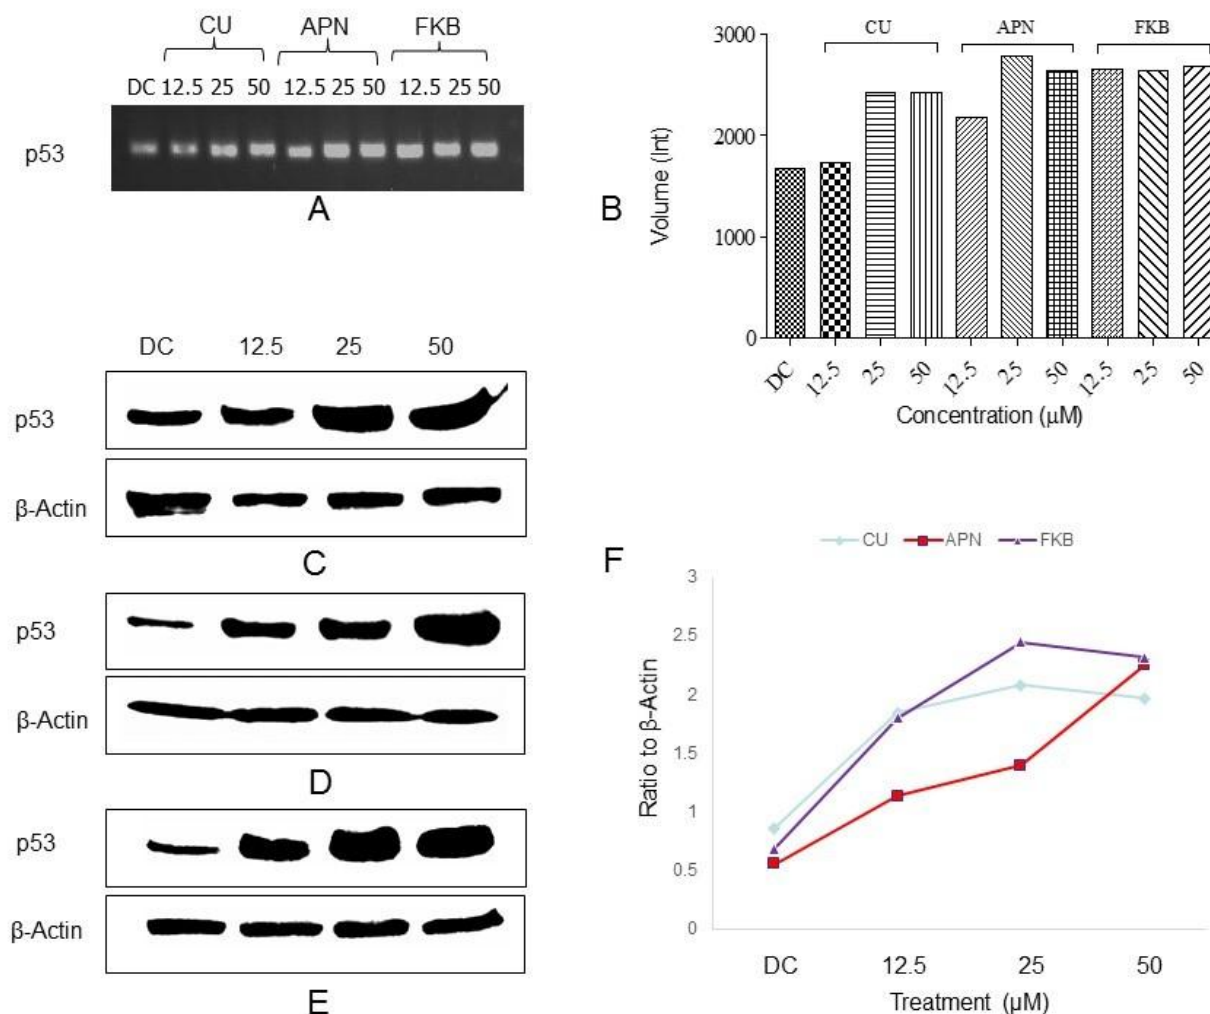 CU APN FKB
DC 12.5 25 50 12.5 25 50 12.5 25 50
p53
A
B
3000
2000
1000
0
Volume (Int)
CU APN FKB
DC 12.5 25 50 12.5 25 50 12.5 25 50
Concentration (µM)
DC 12.5 25 50
p53
β-Actin
C
p53
β-Actin
D
p53
β-Actin
E
F
CU APN FKB
3
2.5
2
1.5
1
0.5
0
Ratio to β-Actin
DC 12.5 25 50
Treatment (µM)